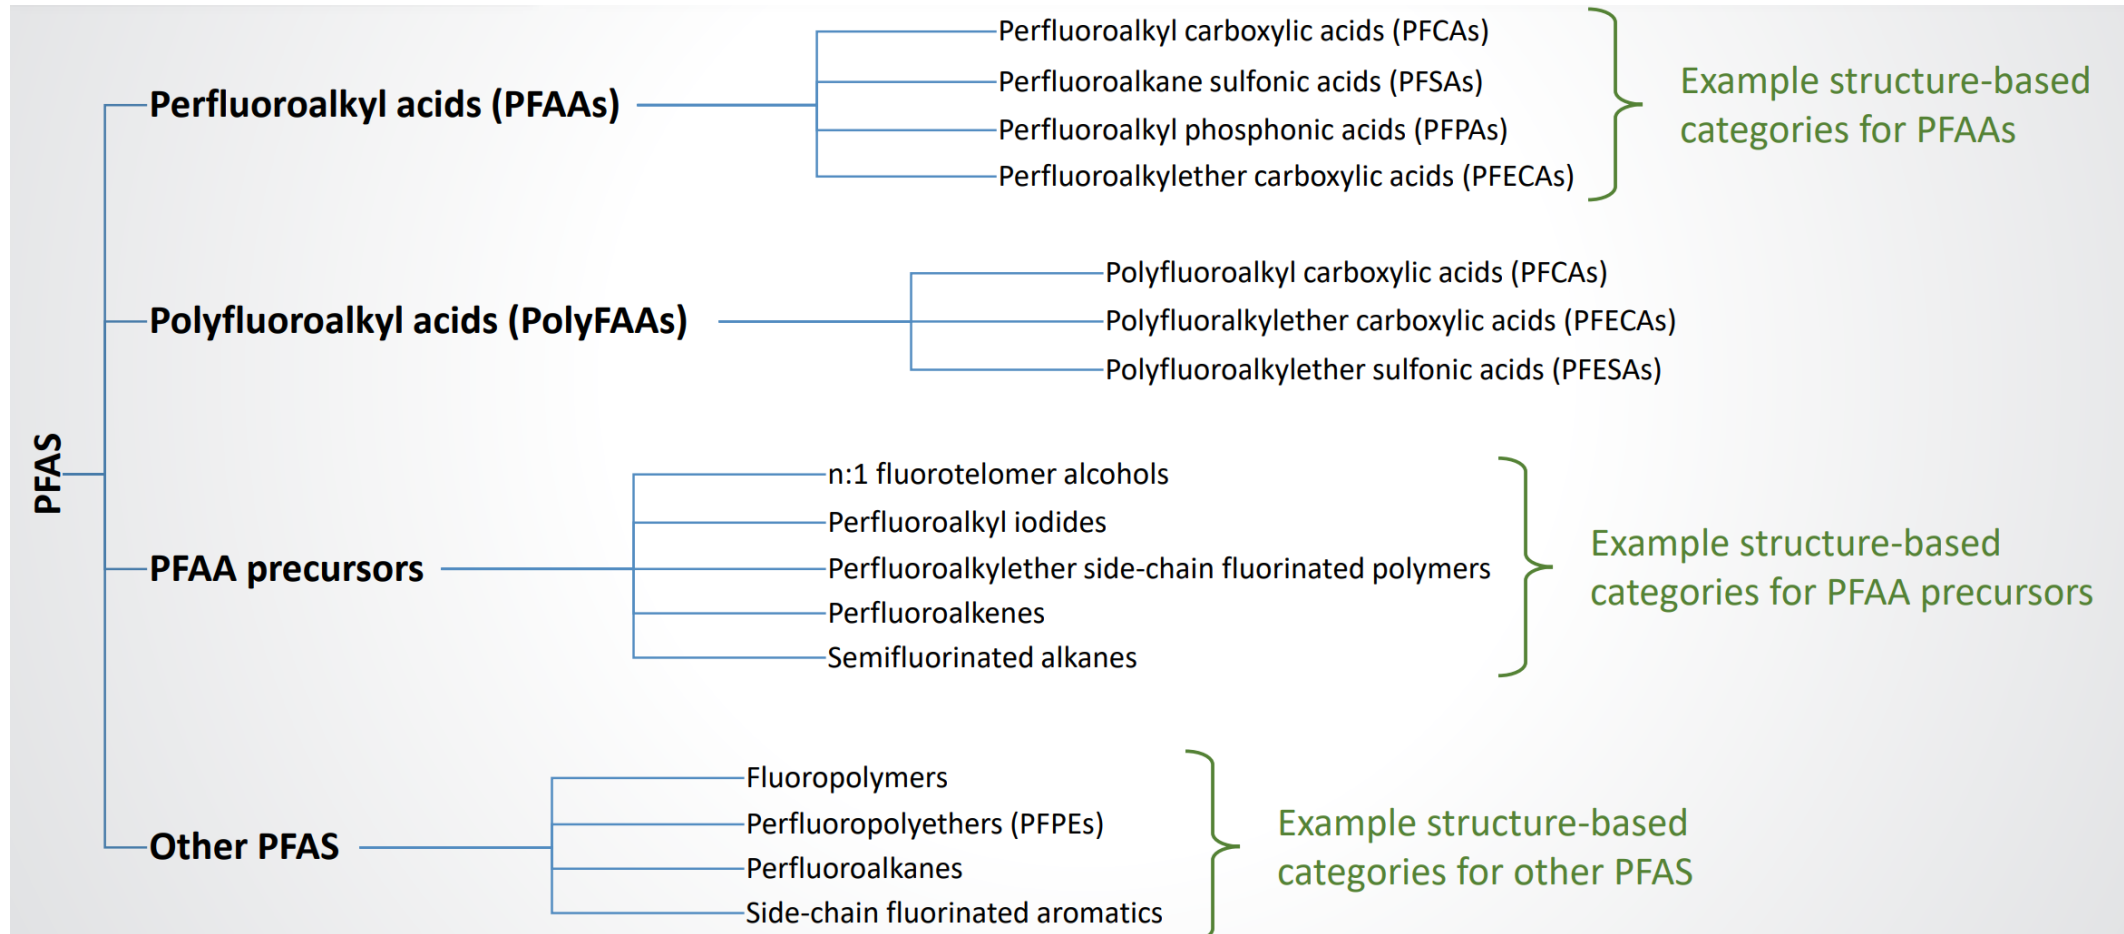 PFAS
Perfluoroalkyl acids (PFAAs)
Perfluoroalkyl carboxylic acids (PFCAs)
Perfluoroalkane sulfonic acids (PFSAs)
Perfluoroalkyl phosphonic acids (PFPAs)
Perfluoroalkylether carboxylic acids (PFECAs)
Example structure-based
categories for PFAAs
Polyfluoroalkyl acids (PolyFAAs)
Polyfluoroalkyl carboxylic acids (PFCAs)
Polyfluoralkylether carboxylic acids (PFECAs)
Polyfluoroalkylether sulfonic acids (PFESAs)
PFAA precursors
n:1 fluorotelomer alcohols
Perfluoroalkyl iodides
Perfluoroalkylether side-chain fluorinated polymers
Perfluoroalkenes
Semifluorinated alkanes
Example structure-based
categories for PFAA precursors
Other PFAS
Fluoropolymers
Perfluoropolyethers (PFPEs)
Perfluoroalkanes
Side-chain fluorinated aromatics
Example structure-based
categories for other PFAS